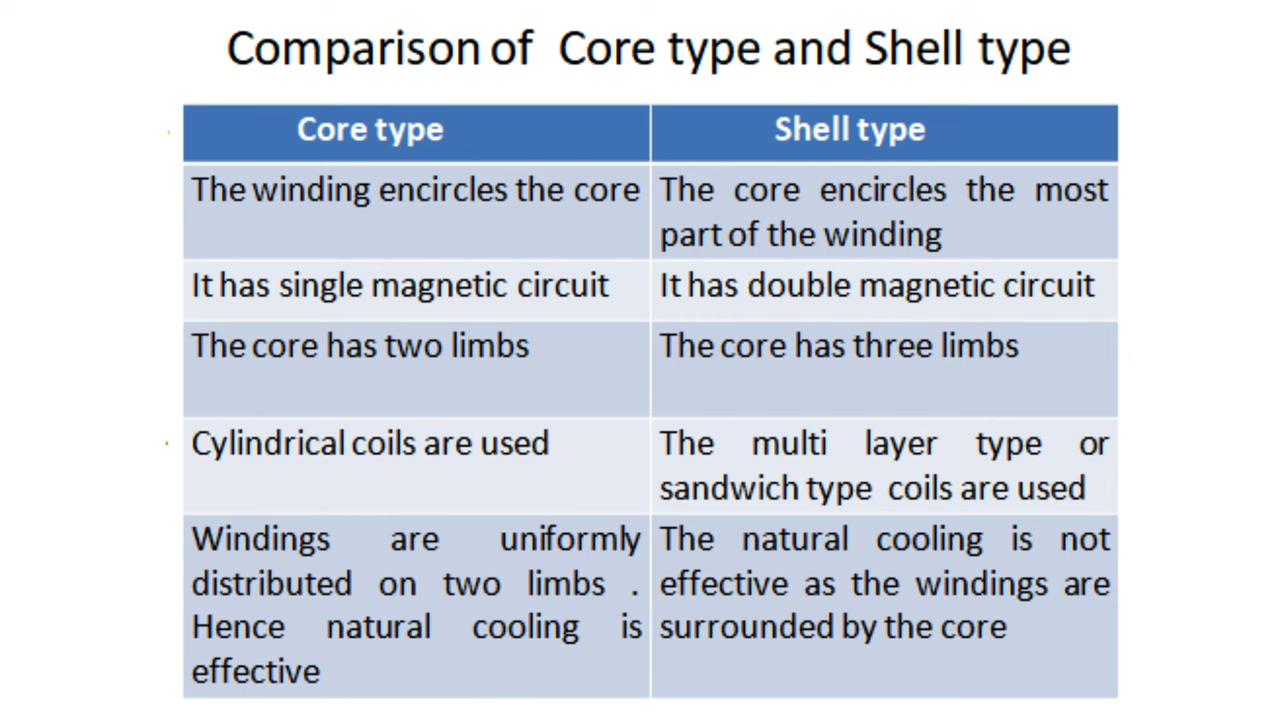 Comparison of Core type and Shell type
Core type
Shell type
The winding encircles the core
The core encircles the most
part of the winding
It has single magnetic circuit
It has double magnetic circuit
The core has two limbs
The core has three limbs
Cylindrical coils are used
The multi layer type or
sandwich type coils are used
Windings are uniformly
distributed on two limbs .
Hence natural cooling is
effective
The natural cooling is not
effective as the windings are
surrounded by the core